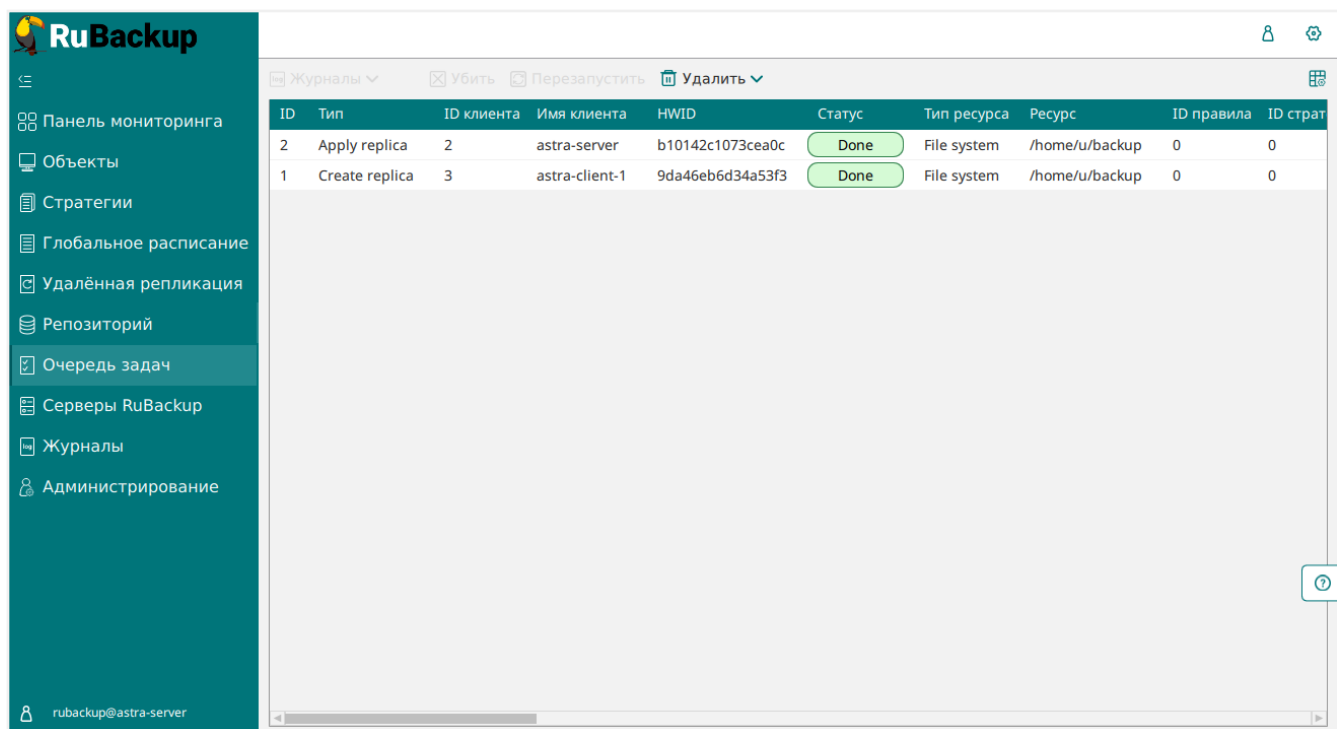 RuBackup
Журналы Убить Перезапустить Удалить
Панель мониторинга
Объекты
Стратегии
Глобальное расписание
Удалённая репликация
Репозиторий
Очередь задач
Серверы RuBackup
Журналы
Администрирование
rubackup@astra-server
ID Тип ID клиента Имя клиента HWID Статус Тип ресурса Ресурс ID правила ID страт
2 Apply replica 2 astra-server b10142c1073cea0c Done File system /home/u/backup 0 0
1 Create replica 3 astra-client-1 9da46eb6d34a53f3 Done File system /home/u/backup 0 0